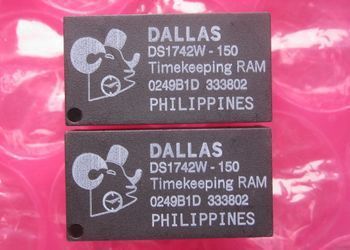 DALLAS
DS1742W - 150
Timekeeping RAM
0249B1D 333802
PHILIPPINES
DALLAS
DS1742W - 150
Timekeeping RAM
0249B1D 333802
PHILIPPINES